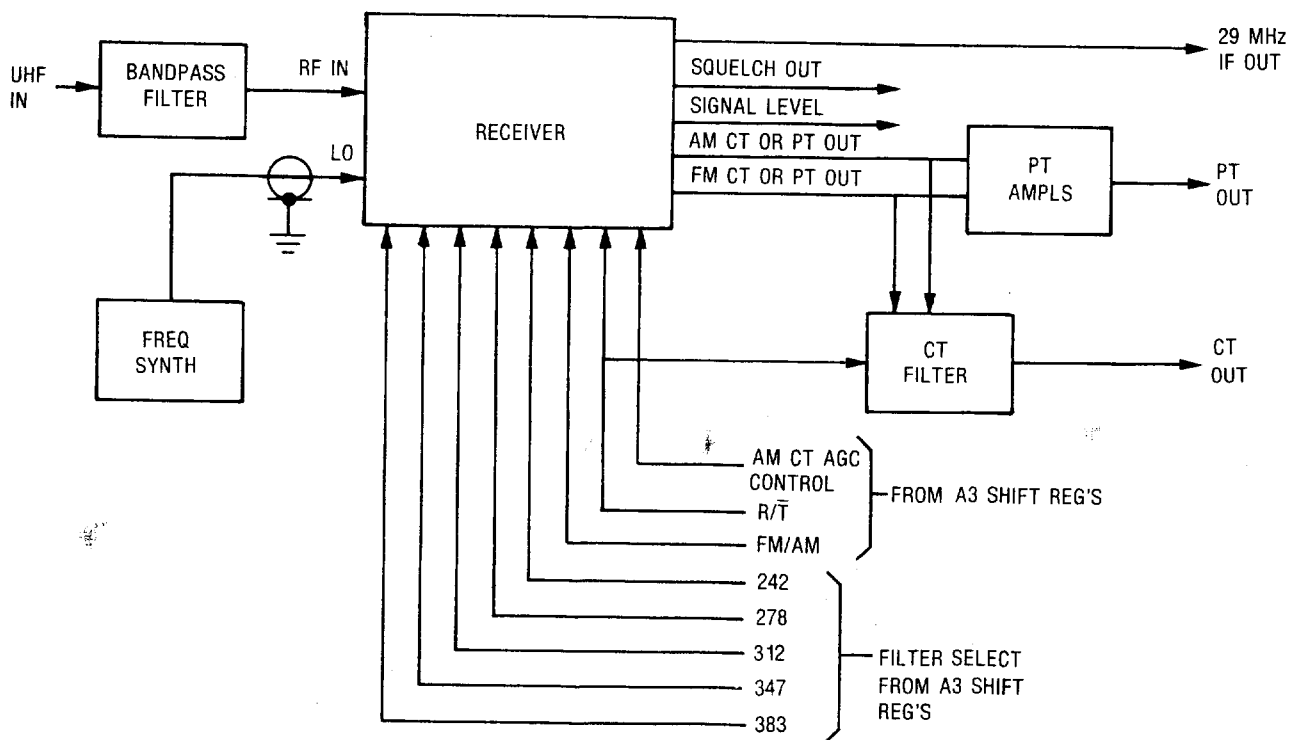 UHF
IN
BANDPASS
FILTER
RF IN
LO
FREQ
SYNTH
RECEIVER
29 MHz
IF OUT
SQUELCH OUT
SIGNAL LEVEL
AM CT OR PT OUT
FM CT OR PT OUT
PT
AMPLS
PT
OUT
CT
FILTER
CT
OUT
AM CT AGC
CONTROL
R/T̅
FM/AM
FROM A3 SHIFT REG'S
242
278
312
347
383
FILTER SELECT
FROM A3 SHIFT
REG'S